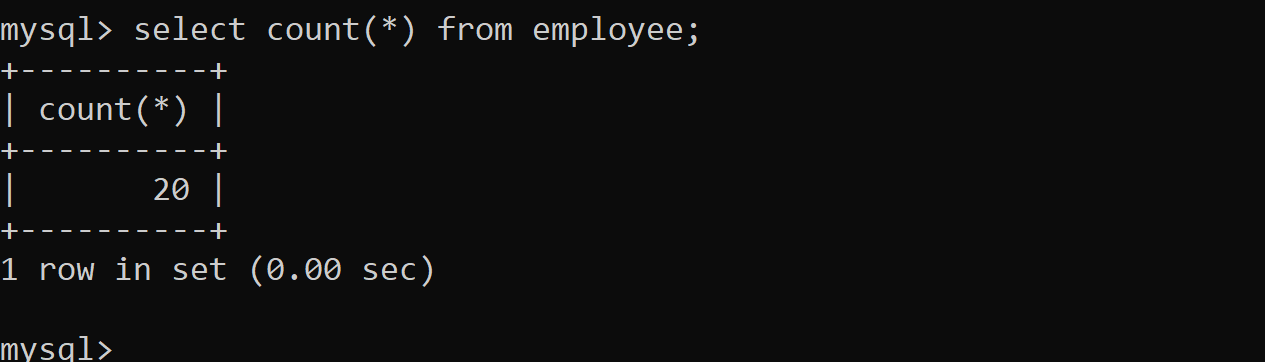 mysql> select count(*) from employee;
+----------+
| count(*) |
+----------+
|       20 |
+----------+
1 row in set (0.00 sec)
mysql>